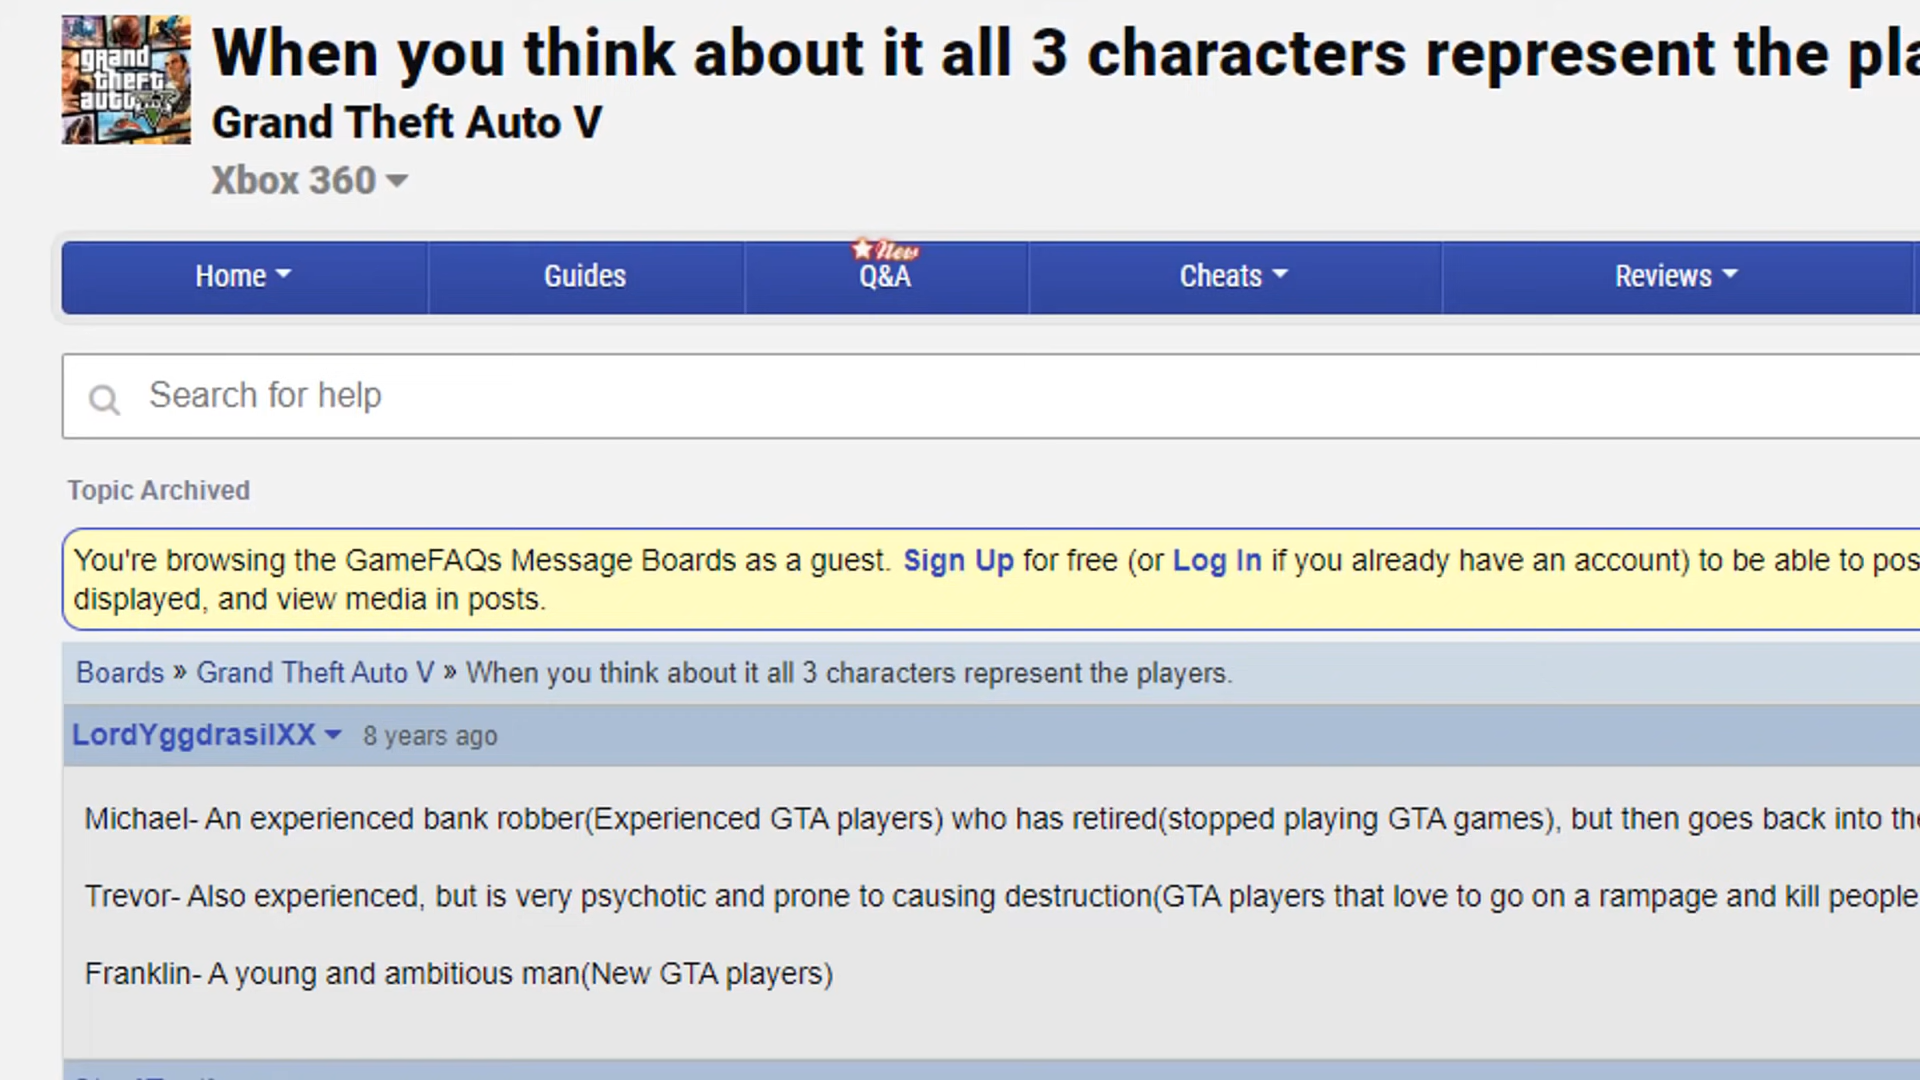 grand
theft
auto
When you think about it all 3 characters represent the
Grand Theft Auto V
Xbox 360
Home
Guides
New
Q&A
Cheats
Reviews
Search for help
Topic Archived
You're browsing the GameFAQs Message Boards as a guest. Sign Up for free (or Log In if you already have an account) to be able to
displayed, and view media in posts.
Boards » Grand Theft Auto V » When you think about it all 3 characters represent the players.
LordYggdrasilXX 8 years ago
Michael- An experienced bank robber(Experienced GTA players) who has retired(stopped playing GTA games), but then goes back into
Trevor- Also experienced, but is very psychotic and prone to causing destruction(GTA players that love to go on a rampage and kill people
Franklin- A young and ambitious man(New GTA players)